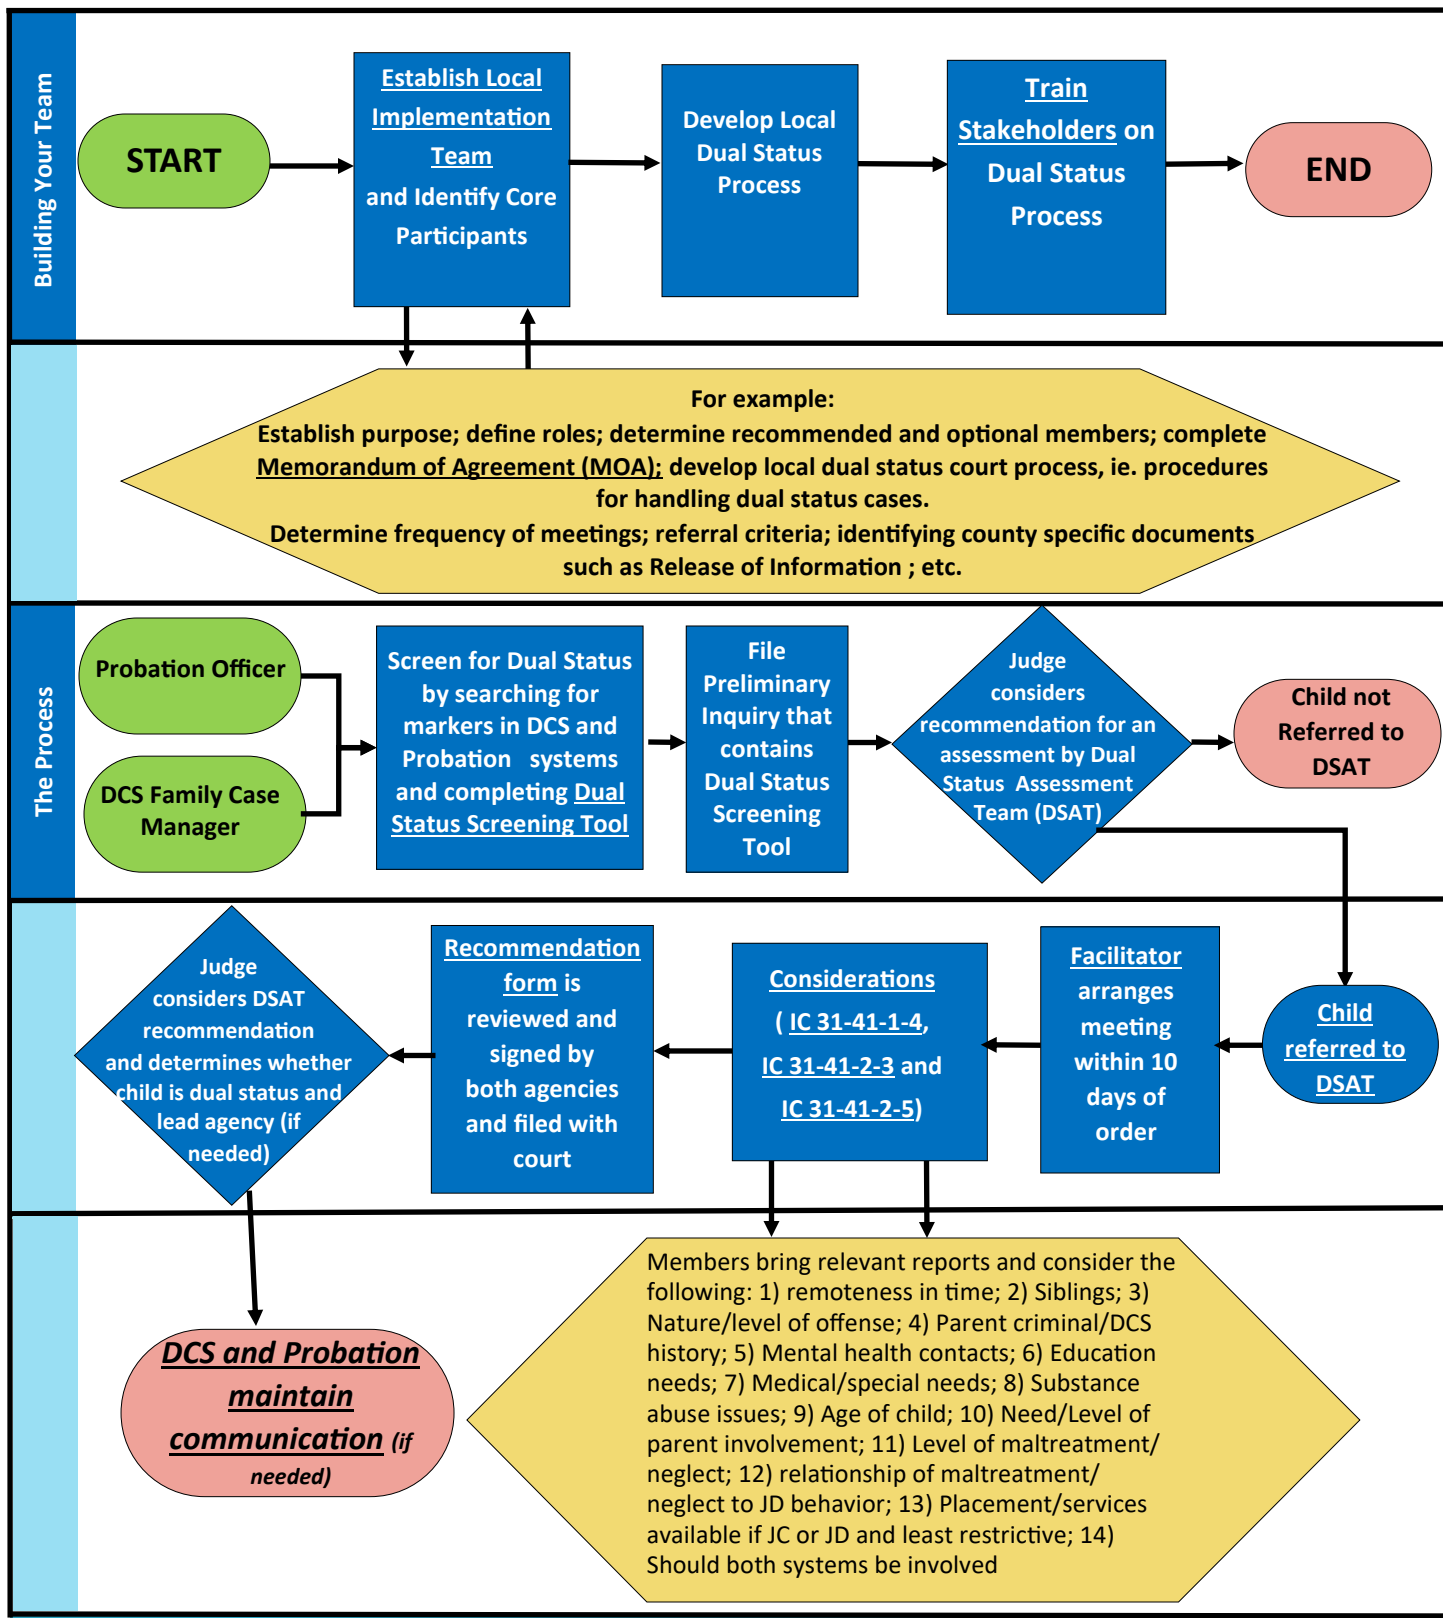 Building Your Team
START
Establish Local
Implementation
Team
and Identify Core
Participants
Develop Local
Dual Status
Process
Train
Stakeholders on
Dual Status
Process
END
For example:
Establish purpose; define roles; determine recommended and optional members; complete
Memorandum of Agreement (MOA); develop local dual status court process, ie. procedures
for handling dual status cases.
Determine frequency of meetings; referral criteria; identifying county specific documents
such as Release of Information ; etc.
The Process
Probation Officer
DCS Family Case
Manager
Screen for Dual Status
by searching for
markers in DCS and
Probation systems
and completing Dual
Status Screening Tool
File
Preliminary
Inquiry that
contains
Dual Status
Screening
Tool
Judge
considers
recommendation for an
assessment by Dual
Status Assessment
Team (DSAT)
Child not
Referred to
DSAT
Child
referred to
DSAT
Facilitator
arranges
meeting
within 10
days of
order
Considerations
( IC 31-41-1-4,
IC 31-41-2-3 and
IC 31-41-2-5)
Recommendation
form is
reviewed and
signed by
both agencies
and filed with
court
Judge
considers DSAT
recommendation
and determines whether
child is dual status and
lead agency (if
needed)
DCS and Probation
maintain
communication (if
needed)
Members bring relevant reports and consider the
following: 1) remoteness in time; 2) Siblings; 3)
Nature/level of offense; 4) Parent criminal/DCS
history; 5) Mental health contacts; 6) Education
needs; 7) Medical/special needs; 8) Substance
abuse issues; 9) Age of child; 10) Need/Level of
parent involvement; 11) Level of maltreatment/
neglect; 12) relationship of maltreatment/
neglect to JD behavior; 13) Placement/services
available if JC or JD and least restrictive; 14)
Should both systems be involved